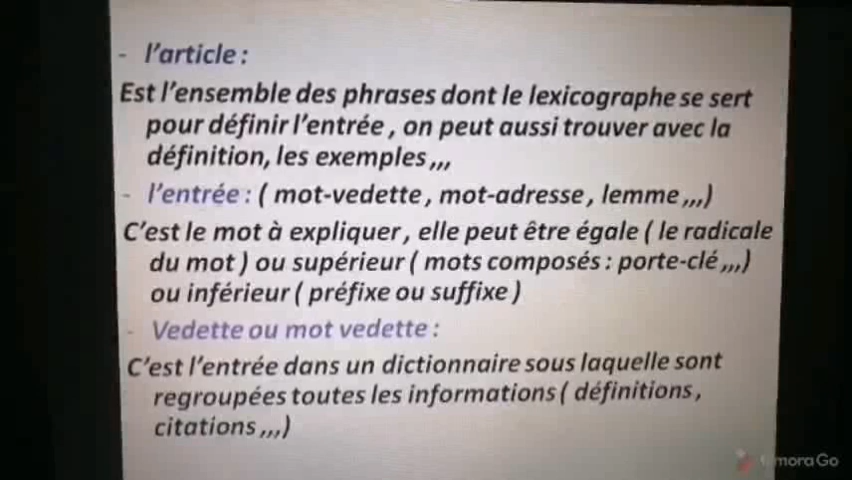 - l'article :
Est l'ensemble des phrases dont le lexicographe se sert
pour définir l'entrée , on peut aussi trouver avec la
définition, les exemples ,,,
- l'entrée : ( mot-vedette , mot-adresse , lemme ,,,)
C'est le mot à expliquer , elle peut être égale ( le radicale
du mot ) ou supérieur ( mots composés : porte-clé ,,,)
ou inférieur ( préfixe ou suffixe )
- Vedette ou mot vedette :
C'est l'entrée dans un dictionnaire sous laquelle sont
regroupées toutes les informations ( définitions ,
citations ,,,)